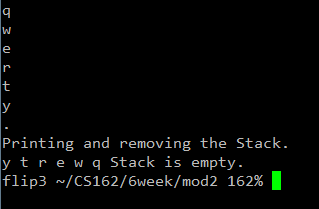 q
w
e
r
t
y
.
Printing and removing the Stack.
y t r e w q Stack is empty.
flip3 ~/CS162/6week/mod2 162%